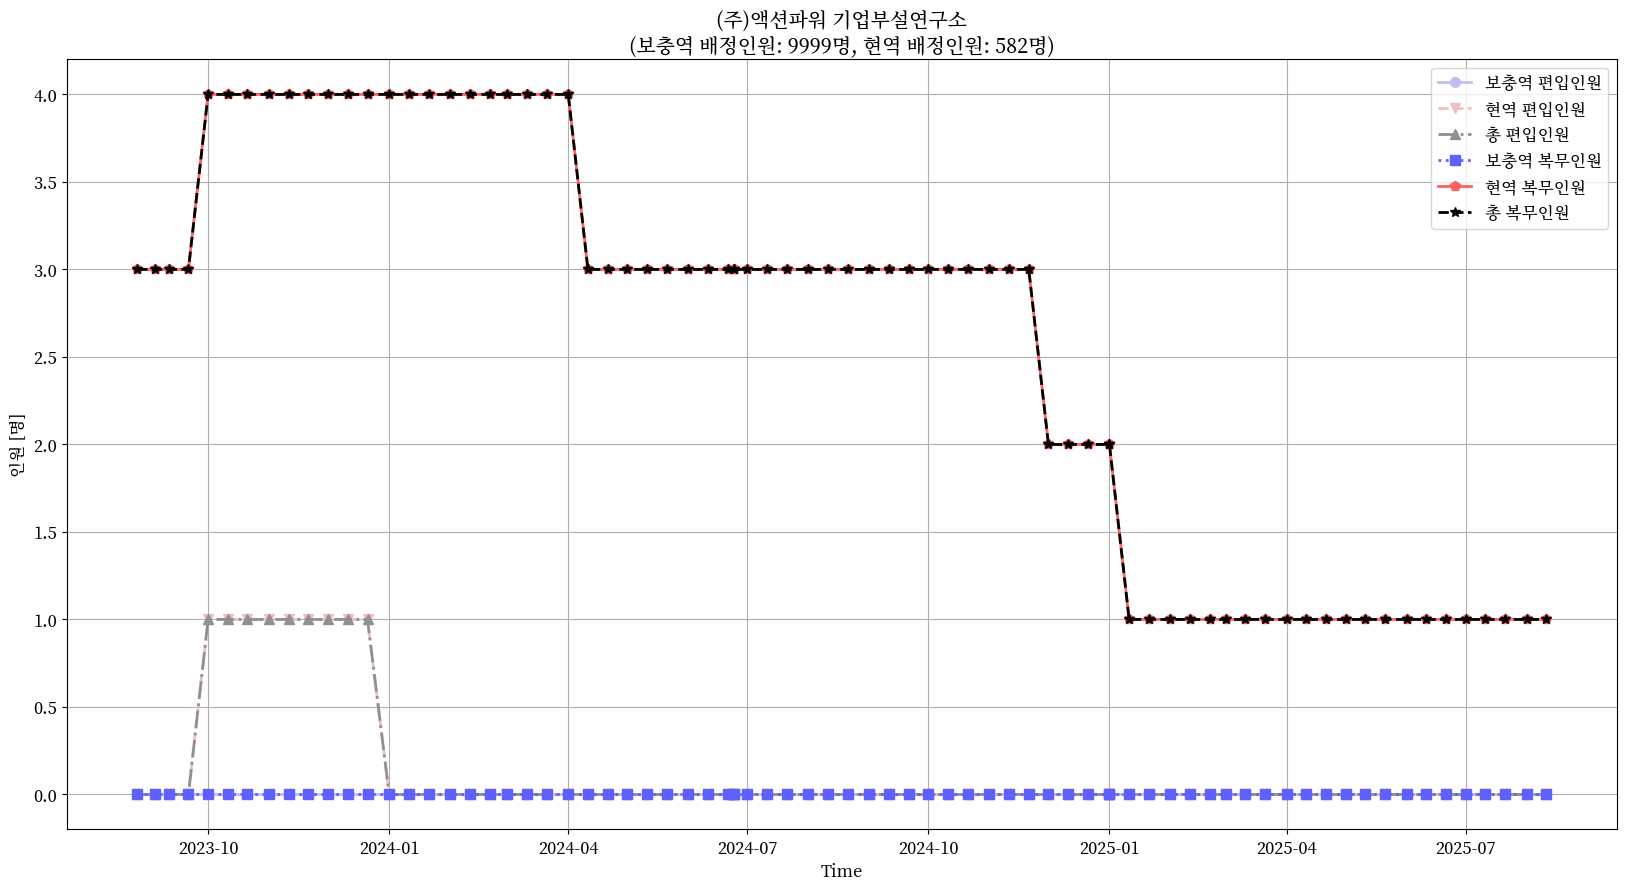 (주)액션파워 기업부설연구소
(보충역 배정인원: 9999명, 현역 배정인원: 582명)
보충역 편입인원
현역 편입인원
총 편입인원
보충역 복무인원
현역 복무인원
총 복무인원
4.0
3.5
3.0
2.5
2.0
1.5
1.0
0.5
0.0
인원 [명]
2023-10 2024-01 2024-04 2024-07 2024-10 2025-01 2025-04 2025-07
Time